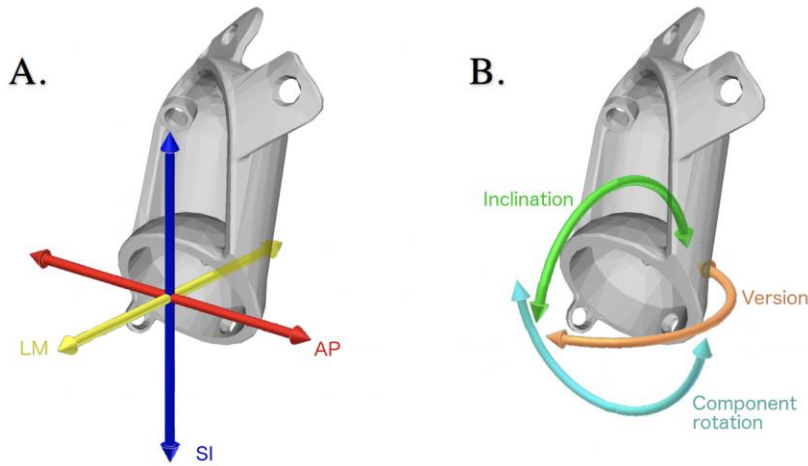 A.
B.
Inclination
Version
LM
AP
Component
rotation
SI